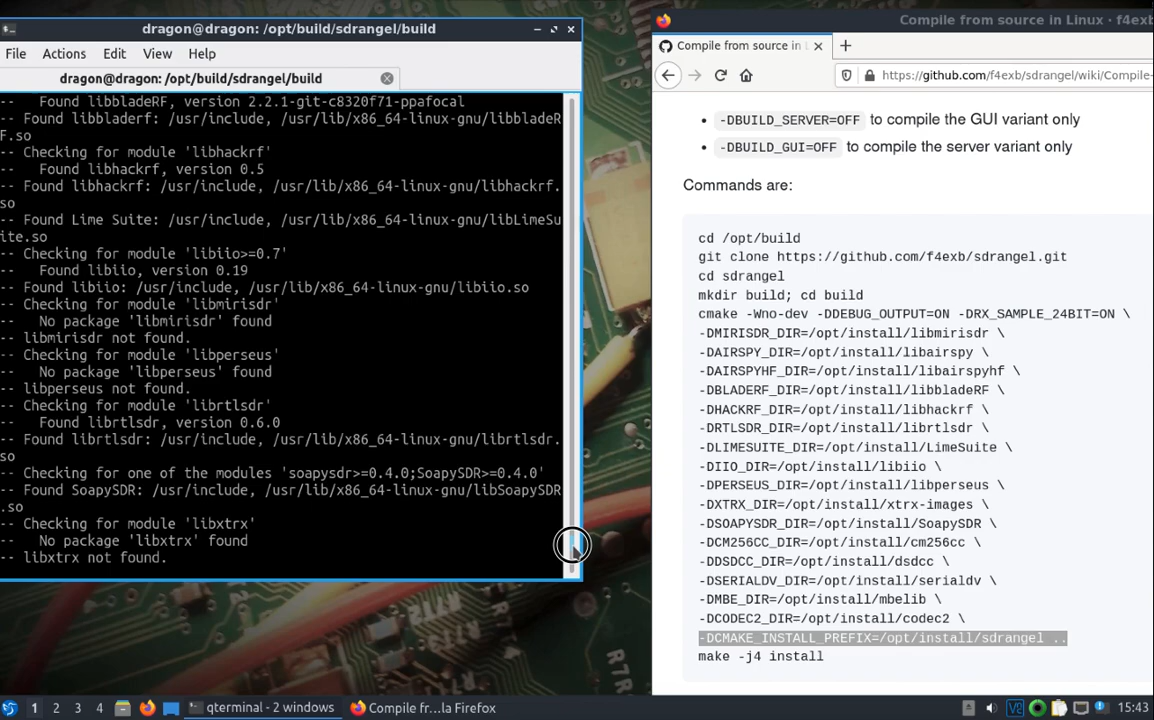 dragon@dragon: /opt/build/sdrangel/build
File Actions Edit View Help
dragon@dragon: /opt/build/sdrangel/build
-- Found libbladeRF, version 2.2.1-git-c8320f71-ppafocal
-- Found libbladerf: /usr/include, /usr/lib/x86_64-linux-gnu/libbladeR
F.so
-- Checking for module 'libhackrf'
-- Found libhackrf, version 0.5
-- Found libhackrf: /usr/include, /usr/lib/x86_64-linux-gnu/libhackrf.
so
-- Found Lime Suite: /usr/include, /usr/lib/x86_64-linux-gnu/libLimeSu
ite.so
-- Checking for module 'libiio>=0.7'
-- Found libiio, version 0.19
-- Found libiio: /usr/include, /usr/lib/x86_64-linux-gnu/libiio.so
-- Checking for module 'libmirisdr'
-- No package 'libmirisdr' found
-- libmirisdr not found.
-- Checking for module 'libperseus'
-- No package 'libperseus' found
-- libperseus not found.
-- Checking for module 'librtlsdr'
-- Found librtlsdr, version 0.6.0
-- Found librtlsdr: /usr/include, /usr/lib/x86_64-linux-gnu/librtlsdr.
so
-- Checking for one of the modules 'soapysdr>=0.4.0;SoapySDR>=0.4.0'
-- Found SoapySDR: /usr/include, /usr/lib/x86_64-linux-gnu/libSoapySDR
.so
-- Checking for module 'libxtrx'
-- No package 'libxtrx' found
-- libxtrx not found.
Compile from source in Linux · f4exb
Compile from source in L
https://github.com/f4exb/sdrangel/wiki/Compile-
• -DBUILD_SERVER=OFF to compile the GUI variant only
• -DBUILD_GUI=OFF to compile the server variant only
Commands are:
cd /opt/build
git clone https://github.com/f4exb/sdrangel.git
cd sdrangel
mkdir build; cd build
cmake -Wno-dev -DDEBUG_OUTPUT=ON -DRX_SAMPLE_24BIT=ON \
-DMIRISDR_DIR=/opt/install/libmirisdr \
-DAIRSPY_DIR=/opt/install/libairspy \
-DAIRSPYHF_DIR=/opt/install/libairspyhf \
-DBLADERF_DIR=/opt/install/libbladeRF \
-DHACKRF_DIR=/opt/install/libhackrf \
-DRTLSDR_DIR=/opt/install/librtlsdr \
-DLIMESUITE_DIR=/opt/install/LimeSuite \
-DIIO_DIR=/opt/install/libiio \
-DPERSEUS_DIR=/opt/install/libperseus \
-DXTRX_DIR=/opt/install/xtrx-images \
-DSOAPYSDR_DIR=/opt/install/SoapySDR \
-DCM256CC_DIR=/opt/install/cm256cc \
-DDSDCC_DIR=/opt/install/dsdcc \
-DSERIALDV_DIR=/opt/install/serialdv \
-DMBE_DIR=/opt/install/mbelib \
-DCODEC2_DIR=/opt/install/codec2 \
-DCMAKE_INSTALL_PREFIX=/opt/install/sdrangel ..
make -j4 install
1 2 3 4 qterminal - 2 windows Compile fr…la Firefox 15:43